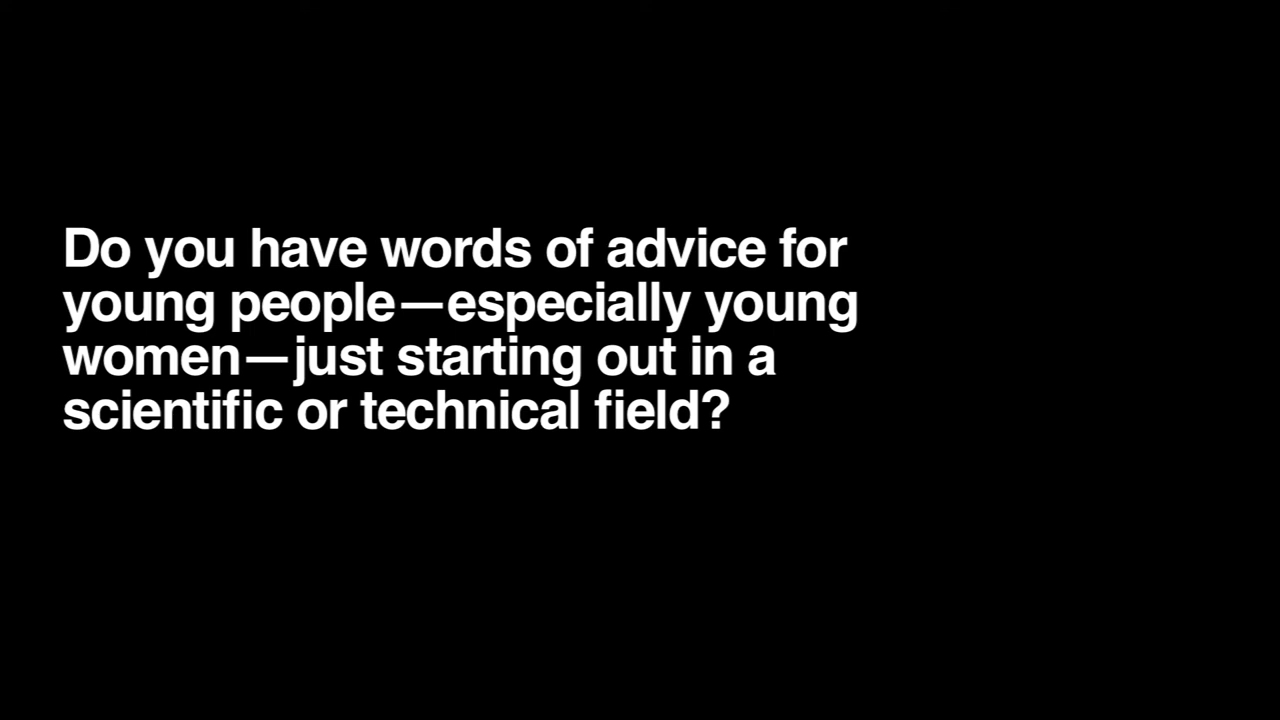 Do you have words of advice for
young people—especially young
women—just starting out in a
scientific or technical field?